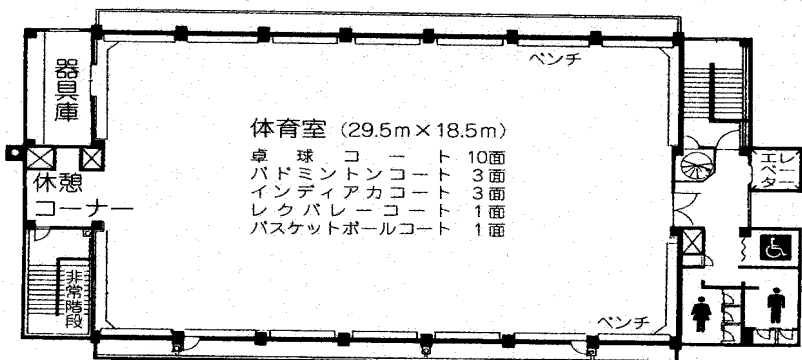 ベンチ
器具庫
体育室 (29.5m×18.5m)
卓球コート 10面
バドミントンコート 3面
インディアカコート 3面
レクバレーコート 1面
バスケットボールコート 1面
休憩
コーナー
エレベーター
非常階段
ベンチ